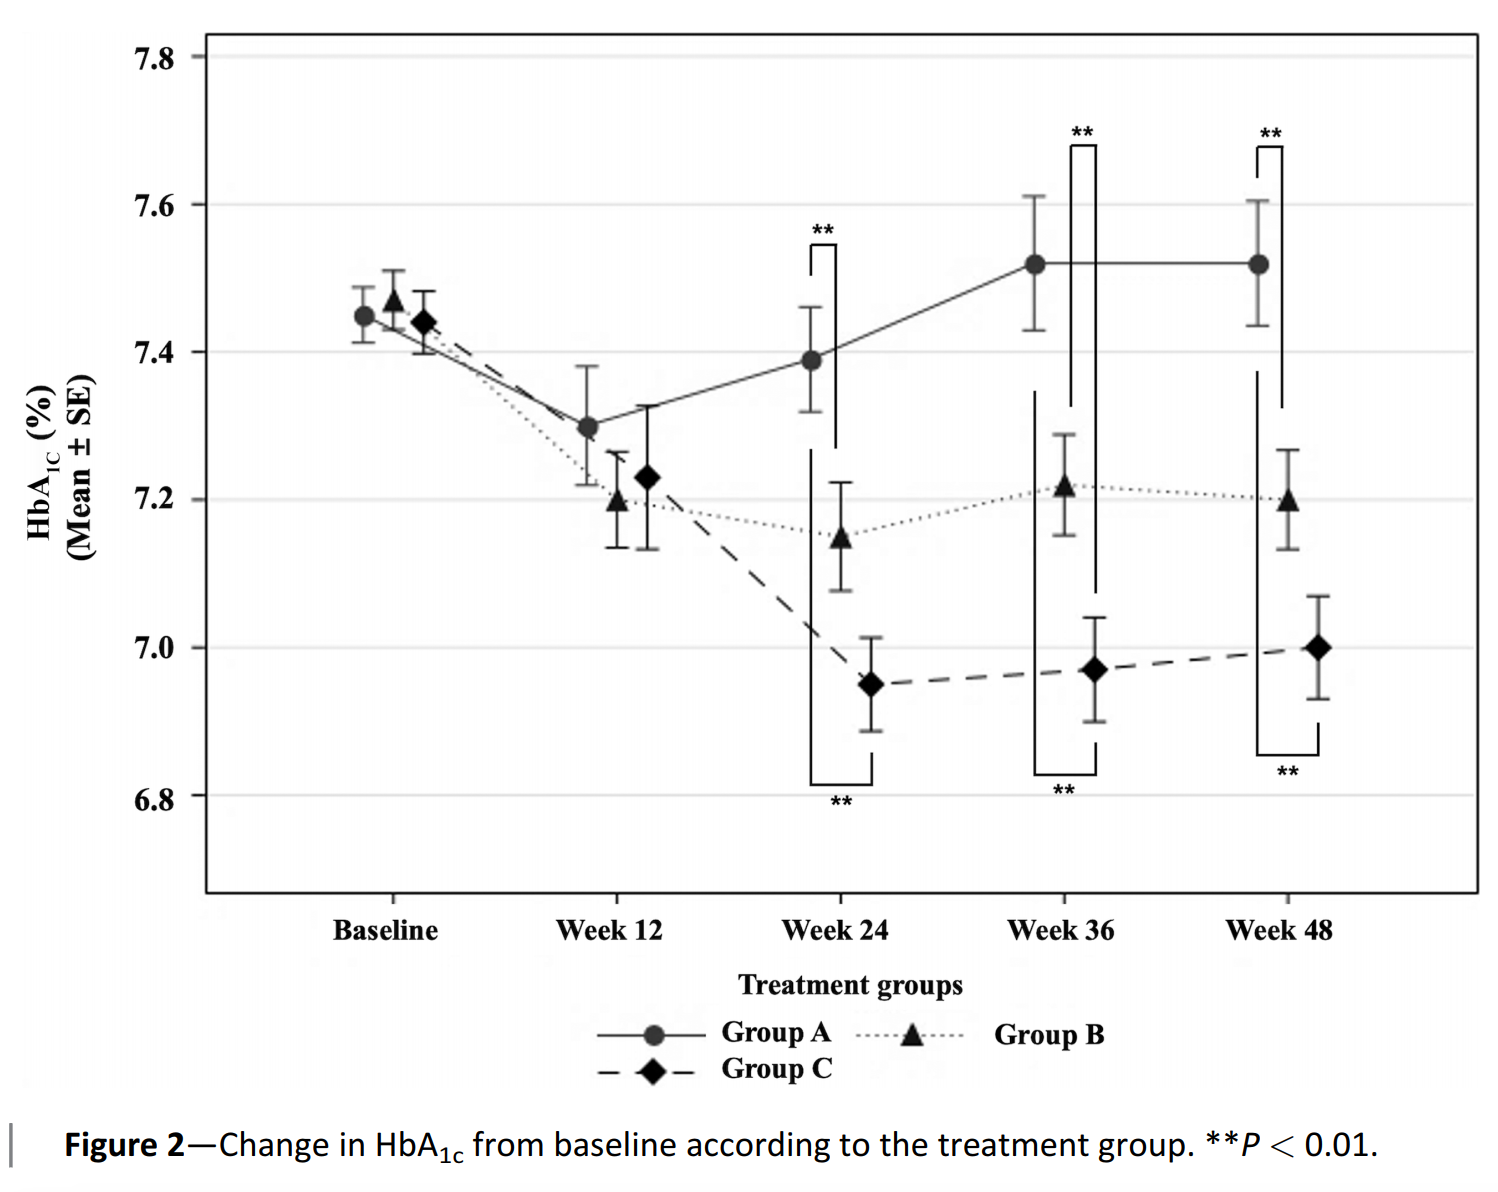 7.8
**
**
7.6
**
7.4
HbA1C (%)
(Mean ± SE)
7.2
7.0
**
**
6.8
**
Baseline Week 12 Week 24 Week 36 Week 48
Treatment groups
Group A Group B
Group C
Figure 2—Change in HbA1c from baseline according to the treatment group. **P < 0.01.